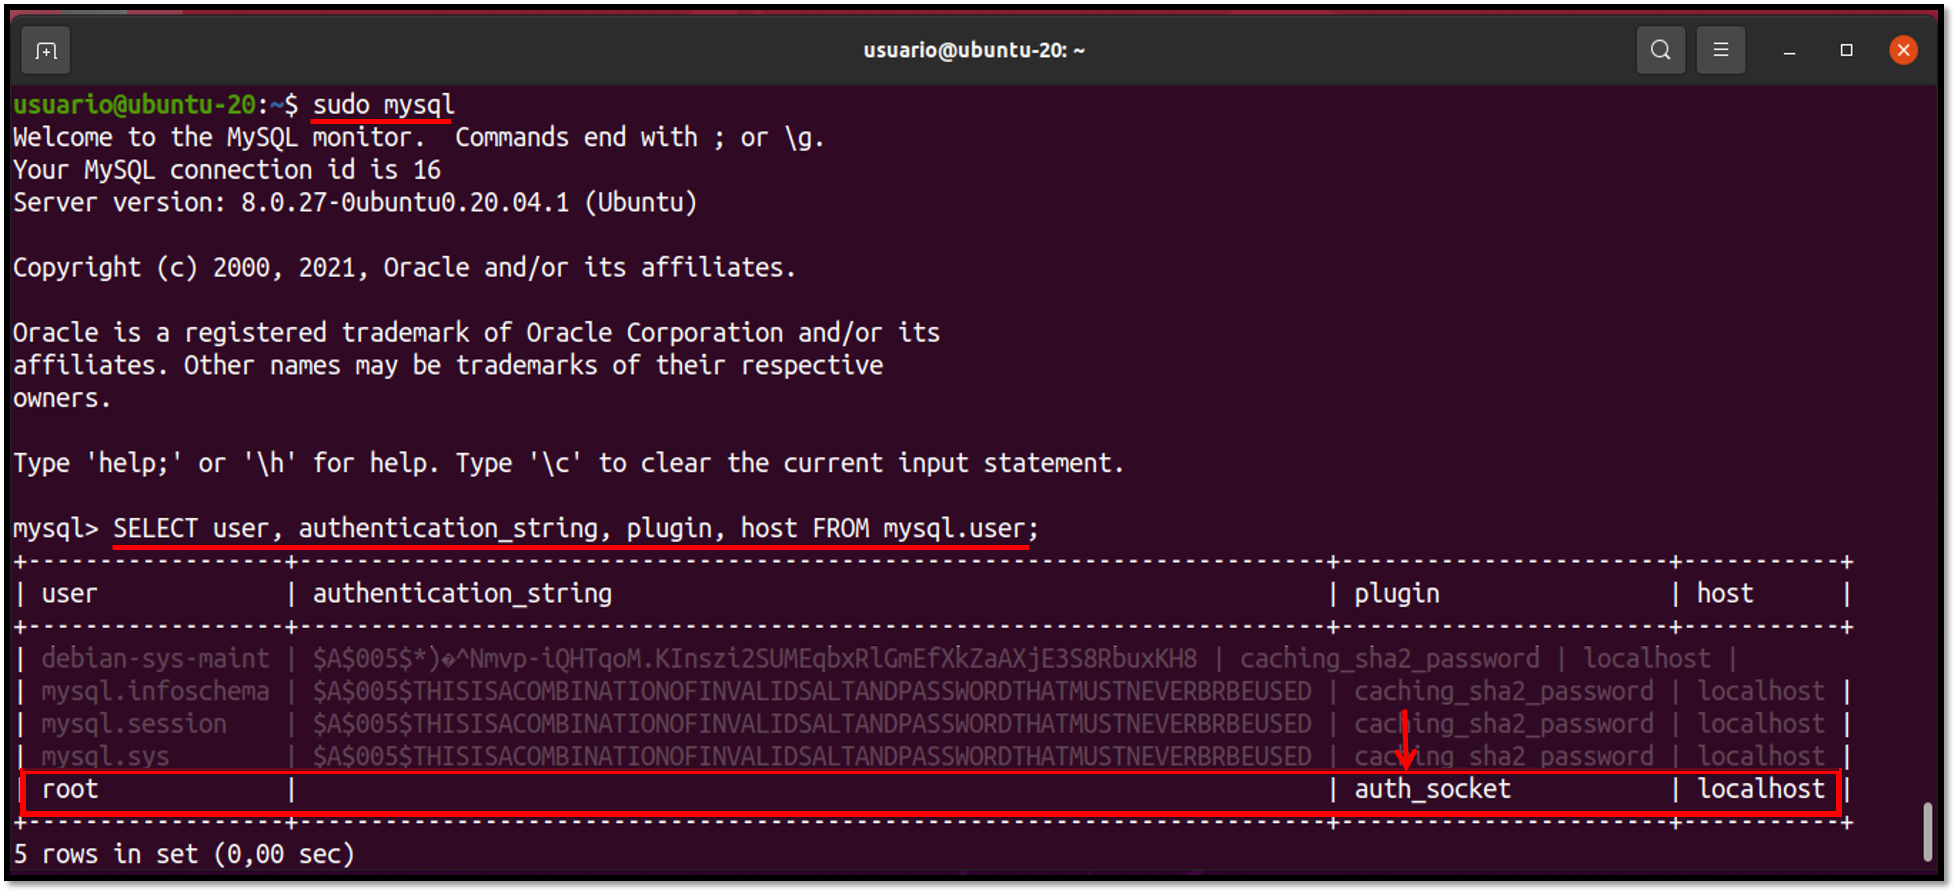 usuario@ubuntu-20: ~
usuario@ubuntu-20:~$ sudo mysql
Welcome to the MySQL monitor.  Commands end with ; or \g.
Your MySQL connection id is 16
Server version: 8.0.27-0ubuntu0.20.04.1 (Ubuntu)
Copyright (c) 2000, 2021, Oracle and/or its affiliates.
Oracle is a registered trademark of Oracle Corporation and/or its
affiliates. Other names may be trademarks of their respective
owners.
Type 'help;' or '\h' for help. Type '\c' to clear the current input statement.
mysql> SELECT user, authentication_string, plugin, host FROM mysql.user;
+------------------+------------------------------------------------------------------------+-----------------------+-----------+
| user             | authentication_string                                                  | plugin                | host      |
+------------------+------------------------------------------------------------------------+-----------------------+-----------+
| debian-sys-maint | $A$005$*)�^Nmvp-iQHTqoM.KInszi2SUMEqbxRlGmEfXkZaAXjE3S8RbuxKH8 | caching_sha2_password | localhost |
| mysql.infoschema | $A$005$THISISACOMBINATIONOFINVALIDSALTANDPASSWORDTHATMUSTNEVERBRBEUSED | caching_sha2_password | localhost |
| mysql.session    | $A$005$THISISACOMBINATIONOFINVALIDSALTANDPASSWORDTHATMUSTNEVERBRBEUSED | caching_sha2_password | localhost |
| mysql.sys        | $A$005$THISISACOMBINATIONOFINVALIDSALTANDPASSWORDTHATMUSTNEVERBRBEUSED | caching_sha2_password | localhost |
| root             |                                                                        | auth_socket           | localhost |
+------------------+------------------------------------------------------------------------+-----------------------+-----------+
5 rows in set (0,00 sec)